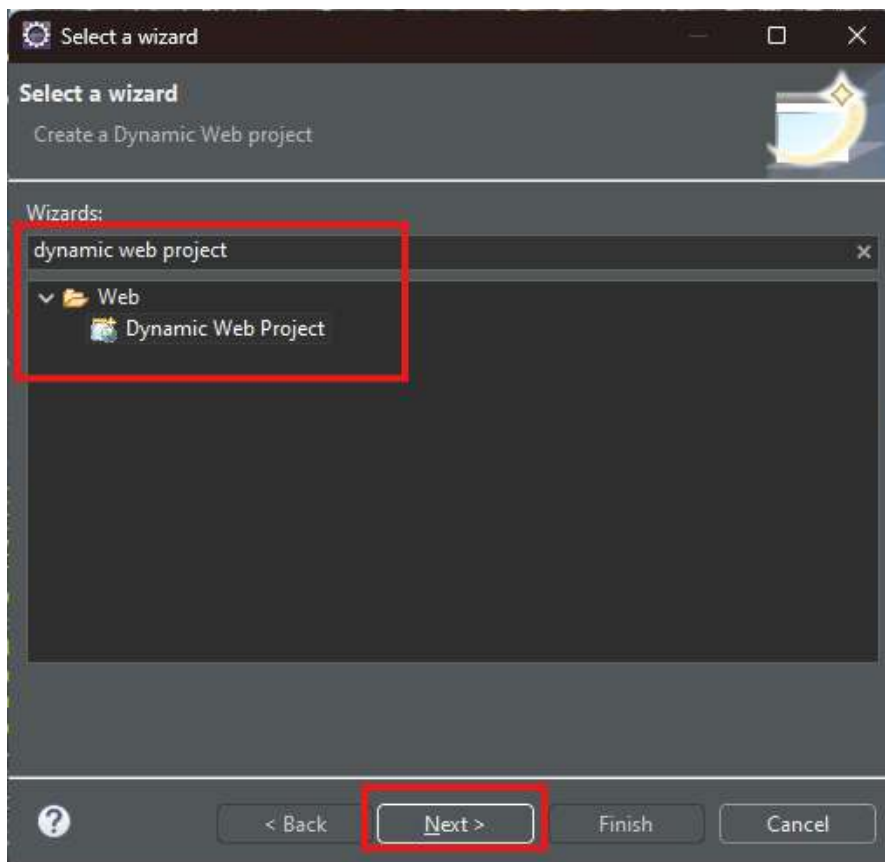 Select a wizard
Select a wizard
Create a Dynamic Web project
Wizards:
dynamic web project
Web
Dynamic Web Project
< Back Next > Finish Cancel